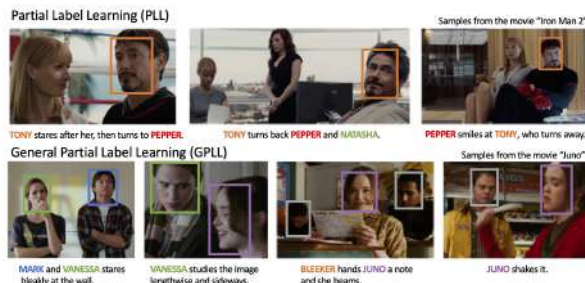 Partial Label Learning (PLL)
Samples from the movie "Iron Man 2"
TONY stares after her, then turns to PEPPER.
TONY turns back PEPPER and NATASHA.
PEPPER smiles at TONY, who turns away.
General Partial Label Learning (GPLL)
Samples from the movie "Juno"
MARK and VANESSA stares
bleakly at the wall.
VANESSA studies the image
lengthwise and sideways.
BLEEKER hands JUNO a note
and she beams.
JUNO shakes it.